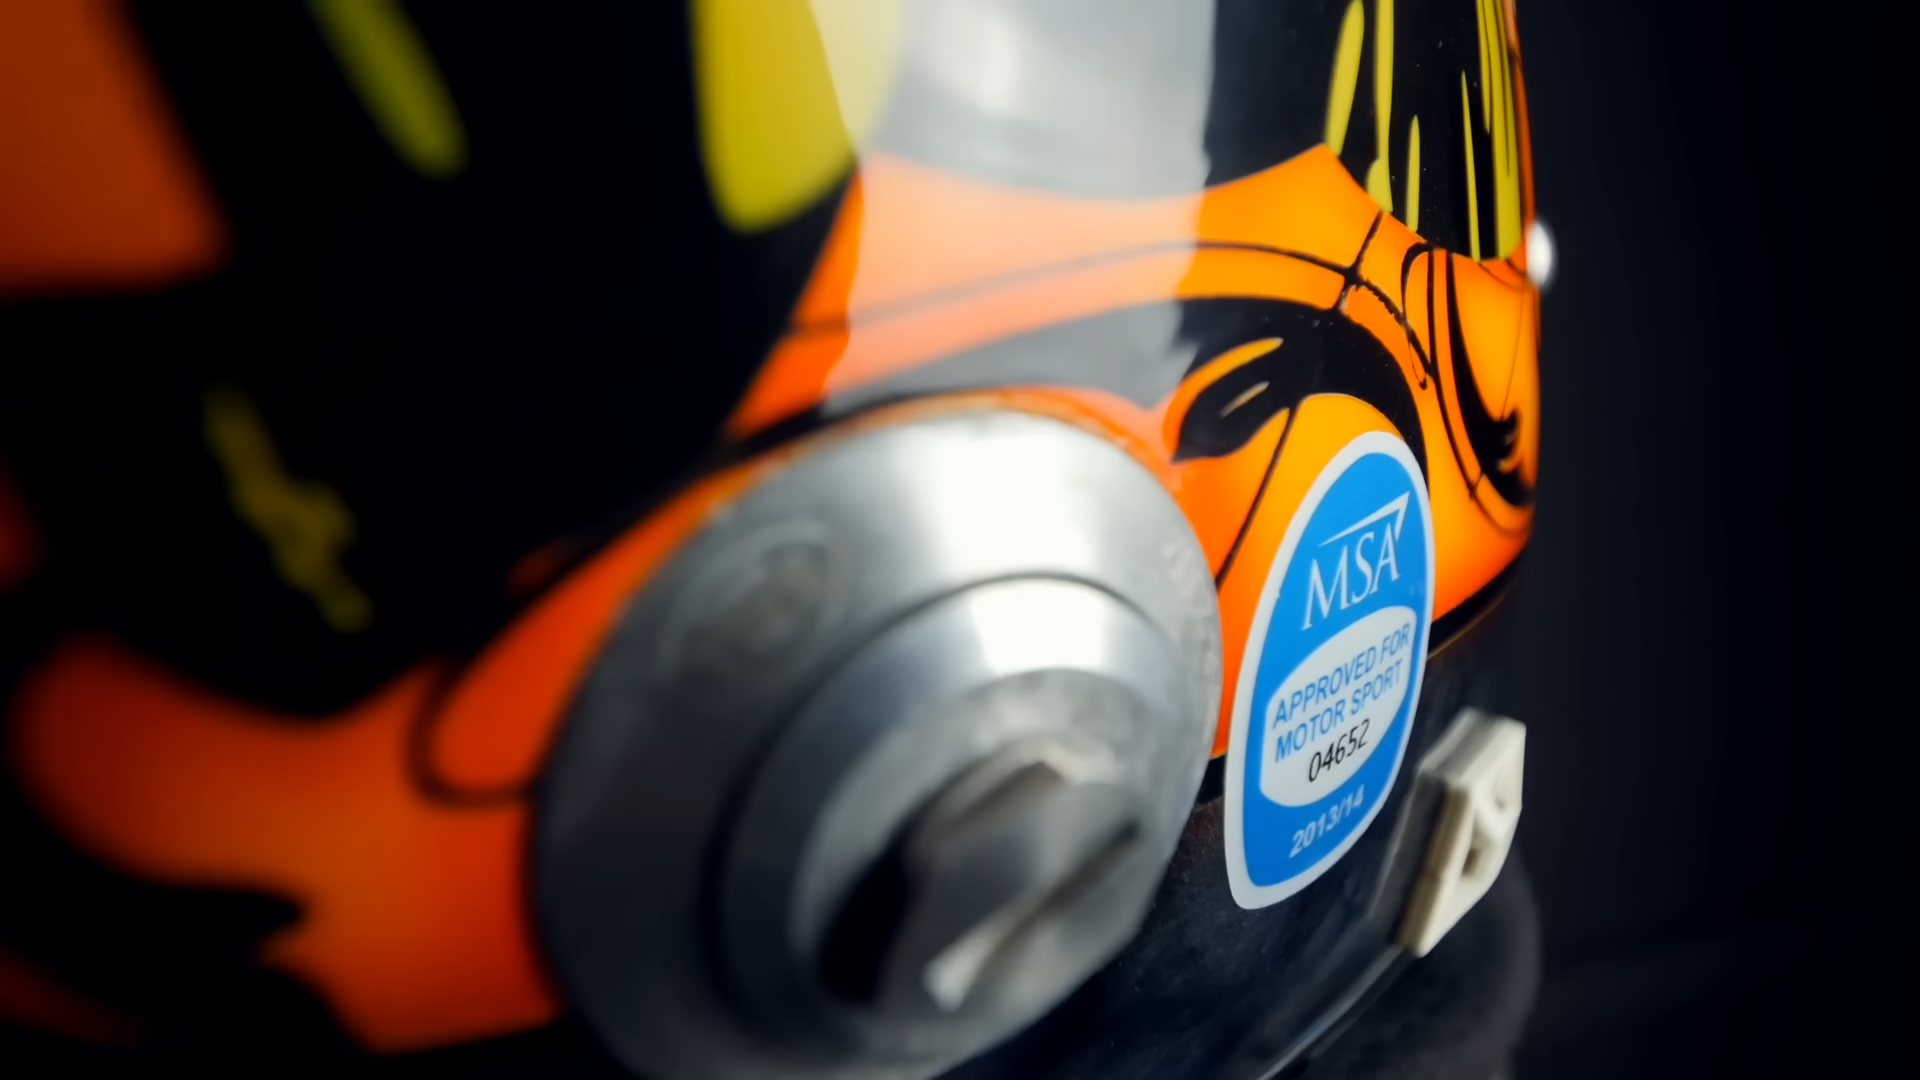 MSA
APPROVED FOR
MOTOR SPORT
04652
2013/14